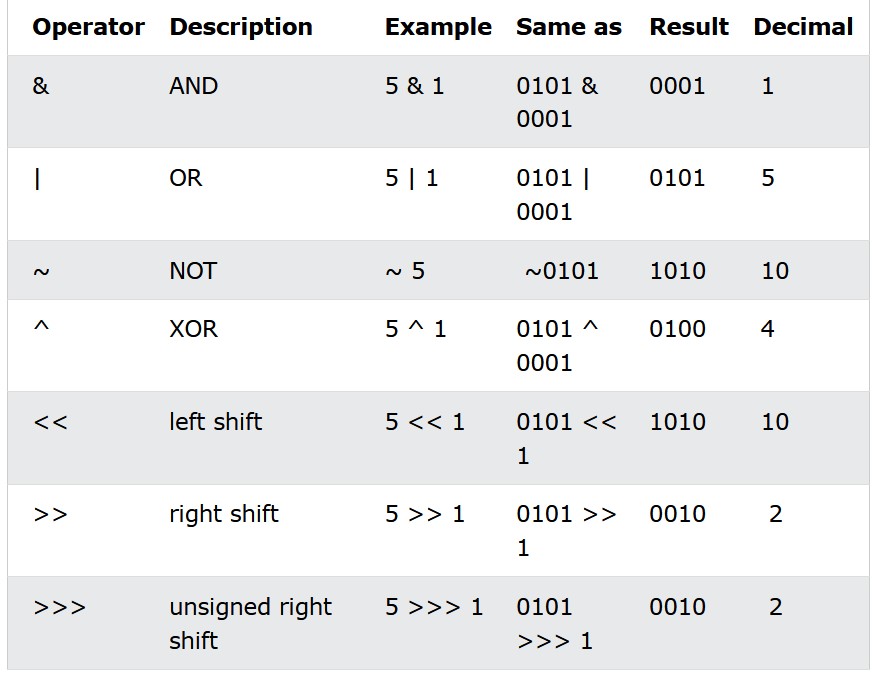 Operator Description Example Same as Result Decimal
& AND 5 & 1 0101 & 0001 1
0001
| OR 5 | 1 0101 | 0101 5
0001
~ NOT ~ 5 ~0101 1010 10
^ XOR 5 ^ 1 0101 ^ 0100 4
0001
<< left shift 5 << 1 0101 << 1010 10
1
>> right shift 5 >> 1 0101 >> 0010 2
1
>>> unsigned right 5 >>> 1 0101 0010 2
shift >>> 1